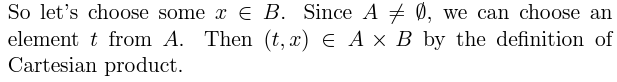 So let's choose some x ∈ B. Since A ≠ ∅, we can choose an
element t from A. Then (t, x) ∈ A × B by the definition of
Cartesian product.